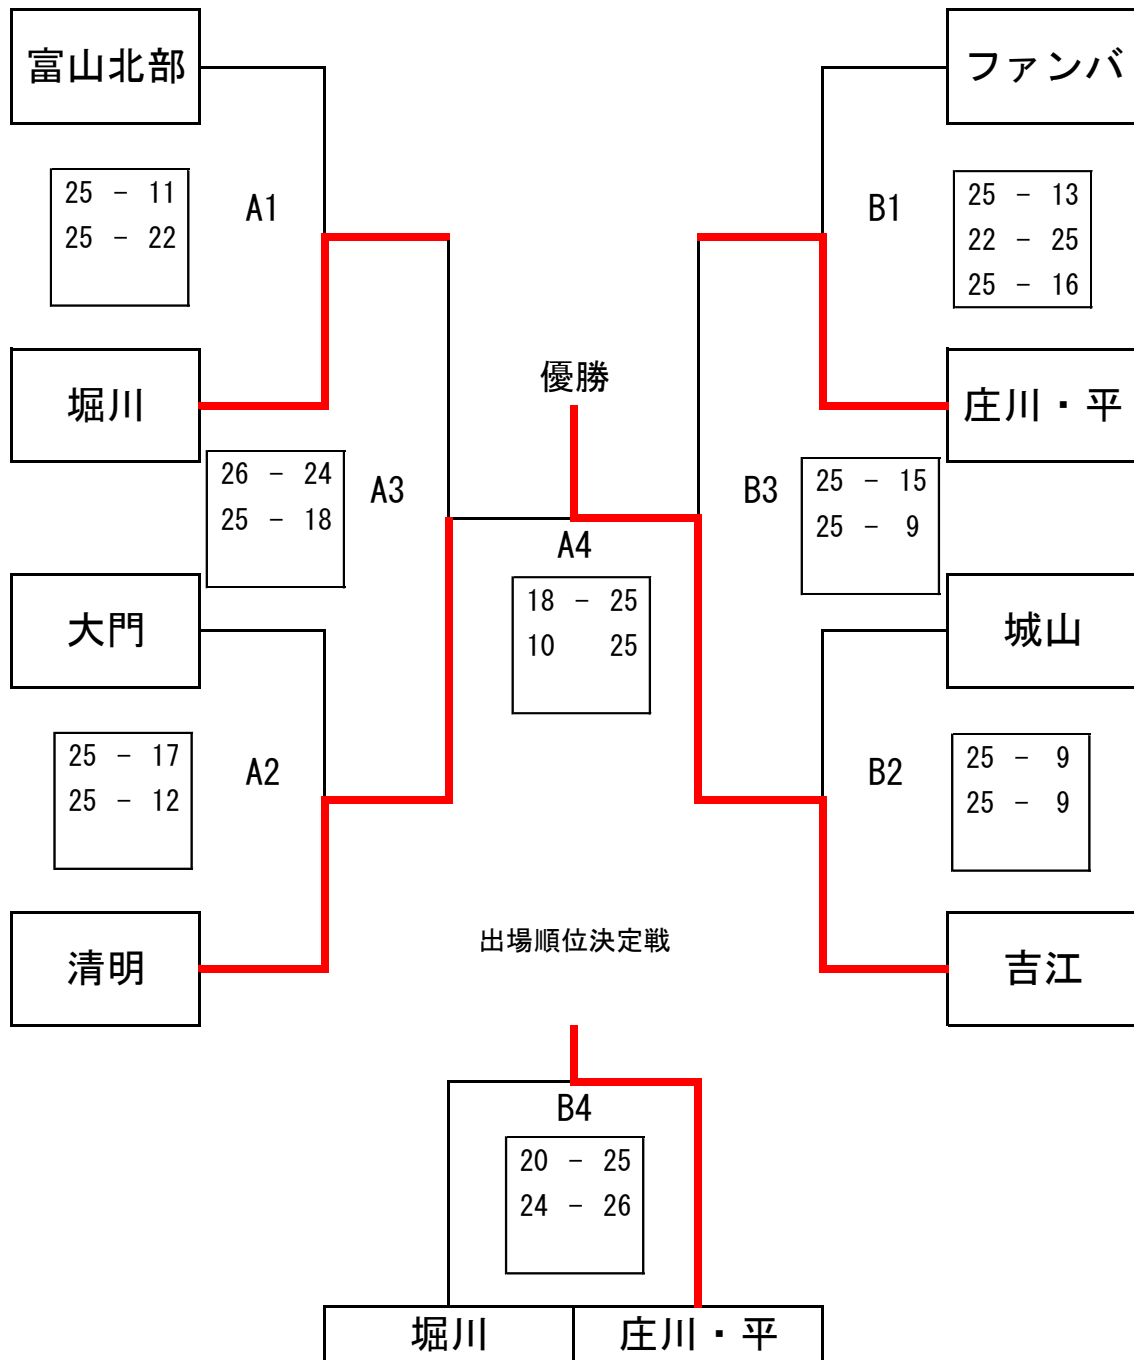 富山北部
ファンバ
25 - 11
25 - 22
A1
B1
25 - 13
22 - 25
25 - 16
堀川
優勝
庄川・平
26 - 24
25 - 18
A3
B3
25 - 15
25 - 9
A4
大門
18 - 25
10 25
城山
25 - 17
25 - 12
A2
B2
25 - 9
25 - 9
清明
出場順位決定戦
吉江
B4
20 - 25
24 - 26
堀川
庄川・平